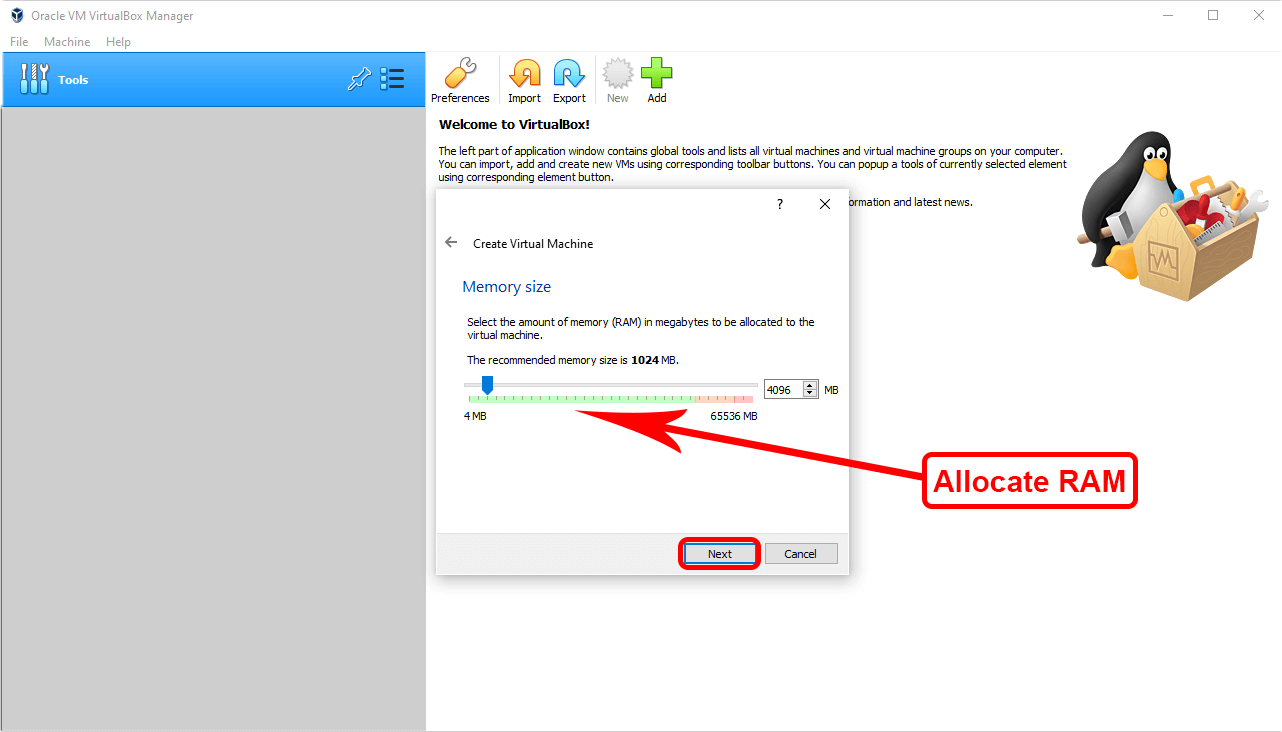 Oracle VM VirtualBox Manager
File Machine Help
Tools
Preferences Import Export New Add
Welcome to VirtualBox!
The left part of application window contains global tools and lists all virtual machines and virtual machine groups on your computer.
You can import, add and create new VMs using corresponding toolbar buttons. You can popup a tools of currently selected element
using corresponding element button.
ormation and latest news.
?
Create Virtual Machine
Memory size
Select the amount of memory (RAM) in megabytes to be allocated to the
virtual machine.
The recommended memory size is 1024 MB.
4096 MB
4 MB 65536 MB
Allocate RAM
Next Cancel